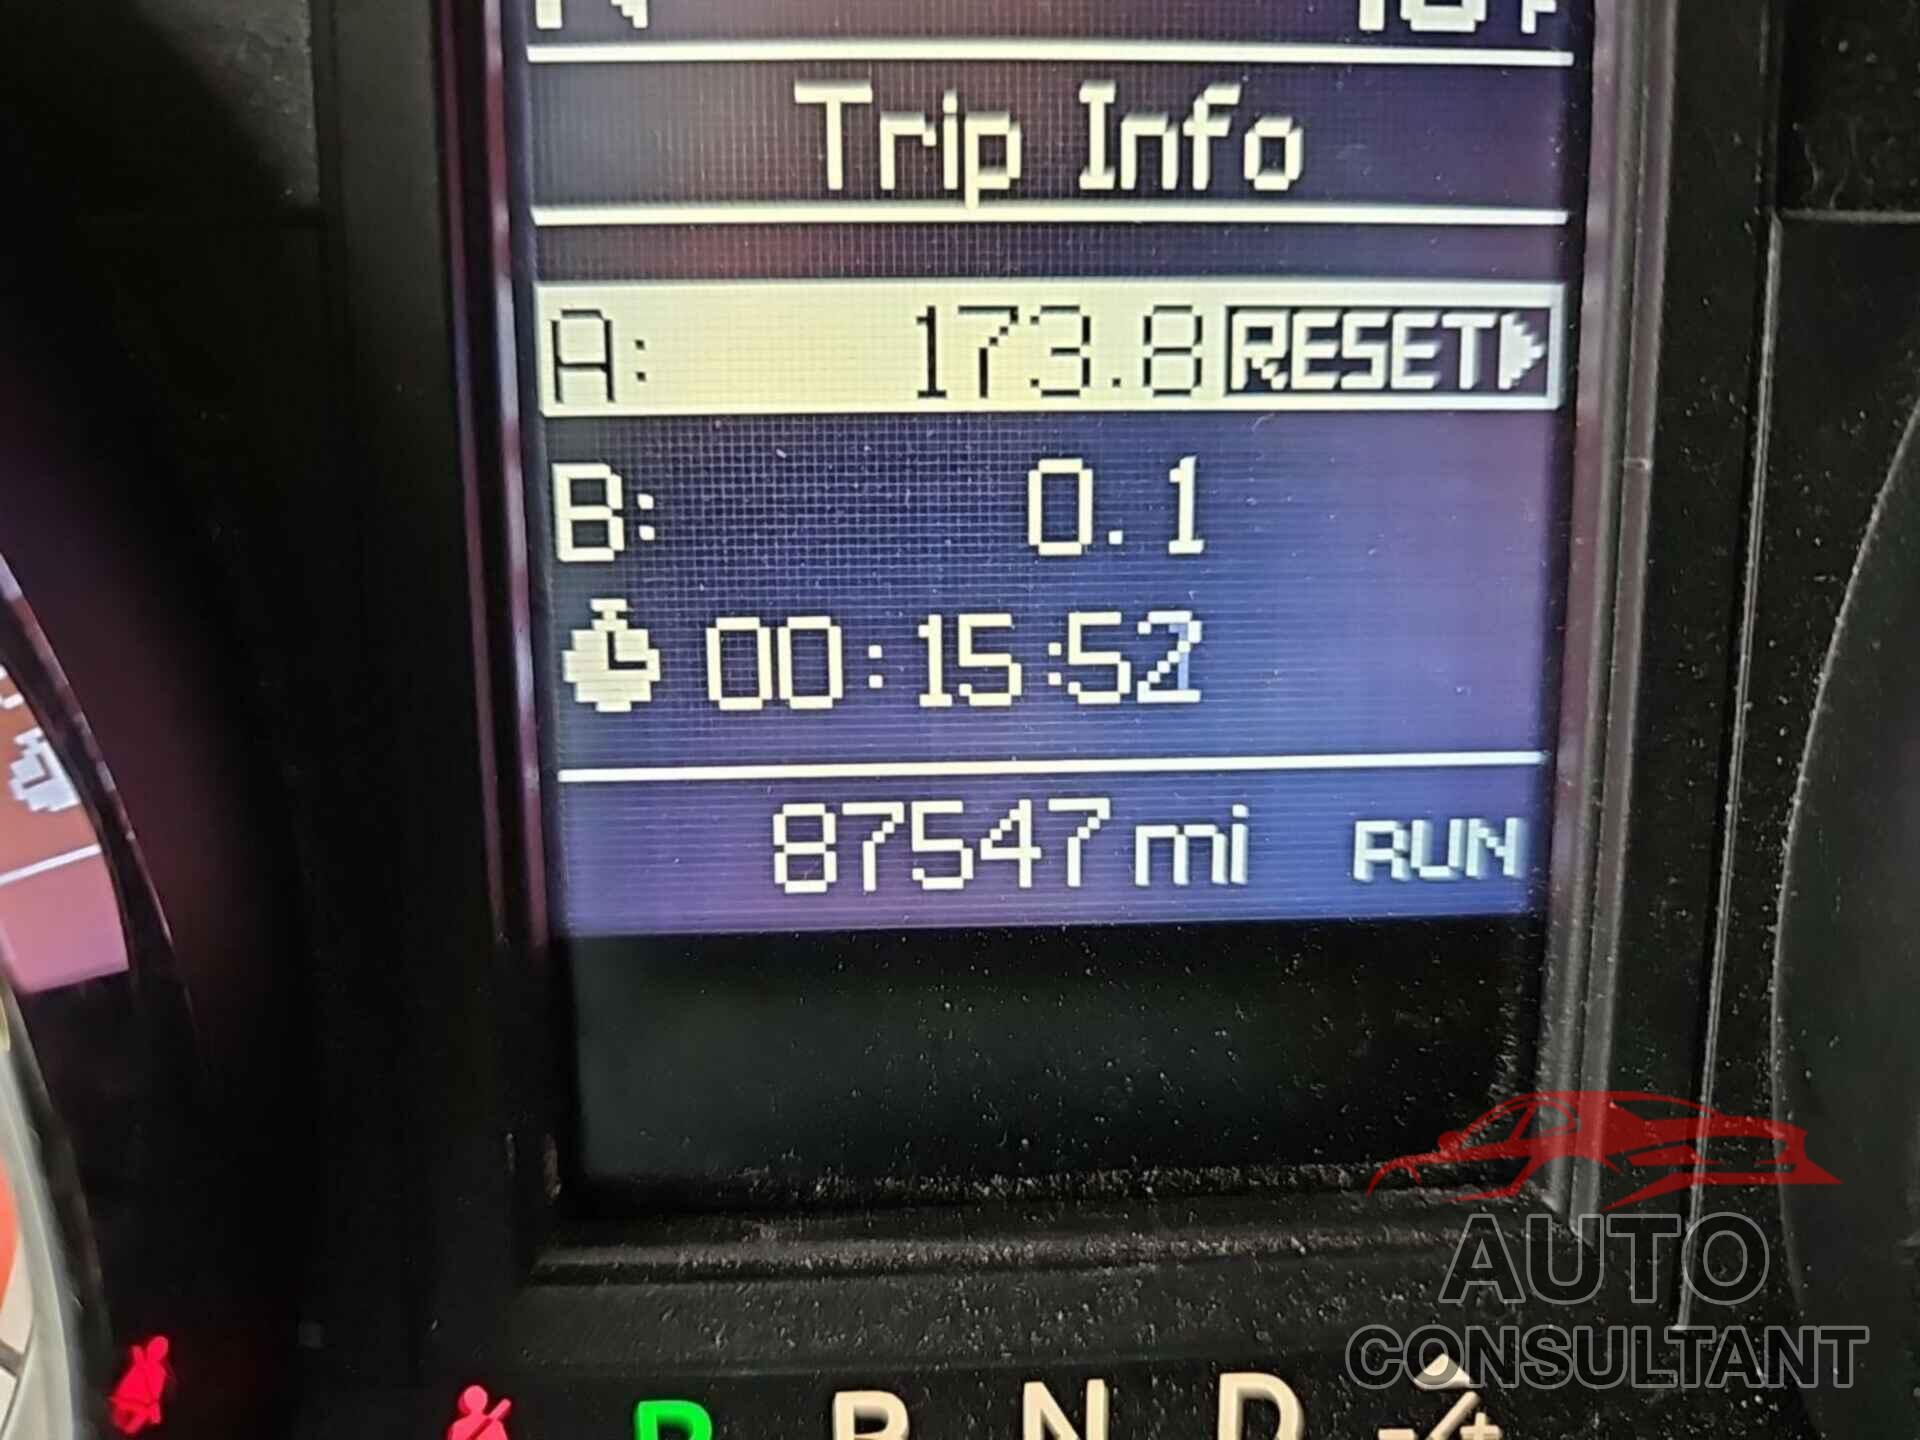 N
Trip Info
A: 173.8 RESET
B: 0.1
00:15:52
87547 mi RUN
P R N D
AUTO
CONSULTANT